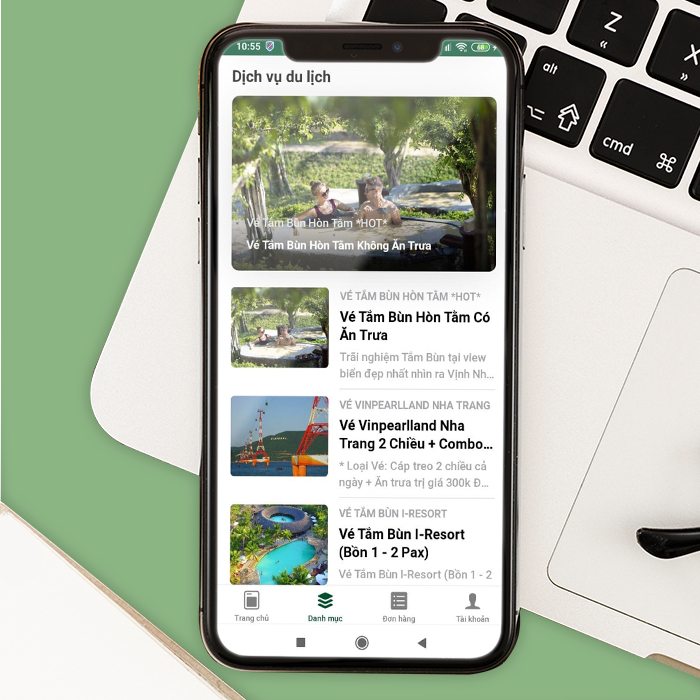 10:55
68
Dịch vụ du lịch
Vé Tắm Bùn Hòn Tằm *HOT*
Vé Tắm Bùn Hòn Tằm Không Ăn Trưa
VÉ TẮM BÙN HÒN TẰM *HOT*
Vé Tắm Bùn Hòn Tằm Có
Ăn Trưa
Trãi nghiệm Tắm Bùn tại view
biển đẹp nhất nhìn ra Vịnh Nh...
VÉ VINPEARLLAND NHA TRANG
Vé Vinpearlland Nha
Trang 2 Chiều + Combo...
* Loại Vé: Cáp treo 2 chiều cả
ngày + Ăn trưa trị giá 300k Đ...
VÉ TẮM BÙN I-RESORT
Vé Tắm Bùn I-Resort
(Bồn 1 - 2 Pax)
Vé Tắm Bùn I-Resort (Bồn 1 - 2
Trang chủ
Danh mục
Đơn hàng
Tài khoản
Z
X
alt
cmd